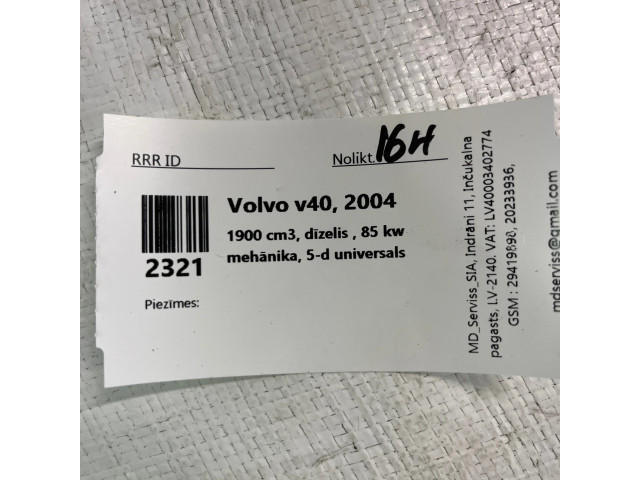 RRR ID
Nolikt. 16H
2321
Volvo v40, 2004
1900 cm3, dīzelis , 85 kw
mehānika, 5-d universals
Piezīmes:
MD_Serviss_SIA, Indrāni 11, Inčukalna
pagasts, LV-2140. VAT: LV40003402774
GSM : 29419898, 20233936,
mdserviss@gmail.com